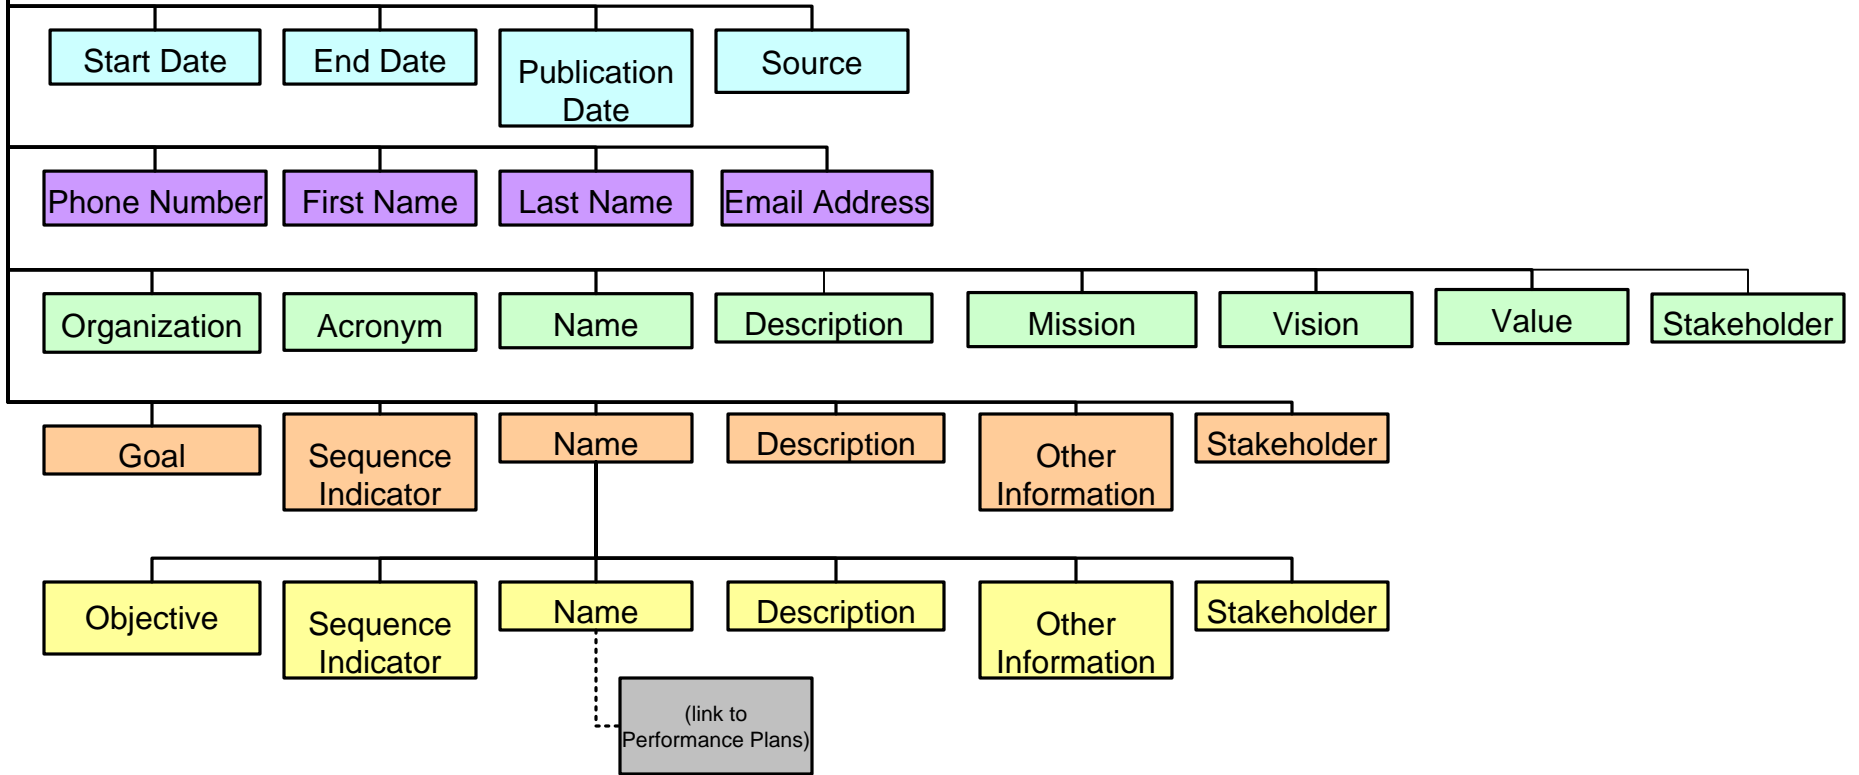 Start Date
End Date
Publication
Date
Source
Phone Number
First Name
Last Name
Email Address
Organization
Acronym
Name
Description
Mission
Vision
Value
Stakeholder
Goal
Sequence
Indicator
Name
Description
Other
Information
Stakeholder
Objective
Sequence
Indicator
Name
Description
Other
Information
Stakeholder
(link to
Performance Plans)